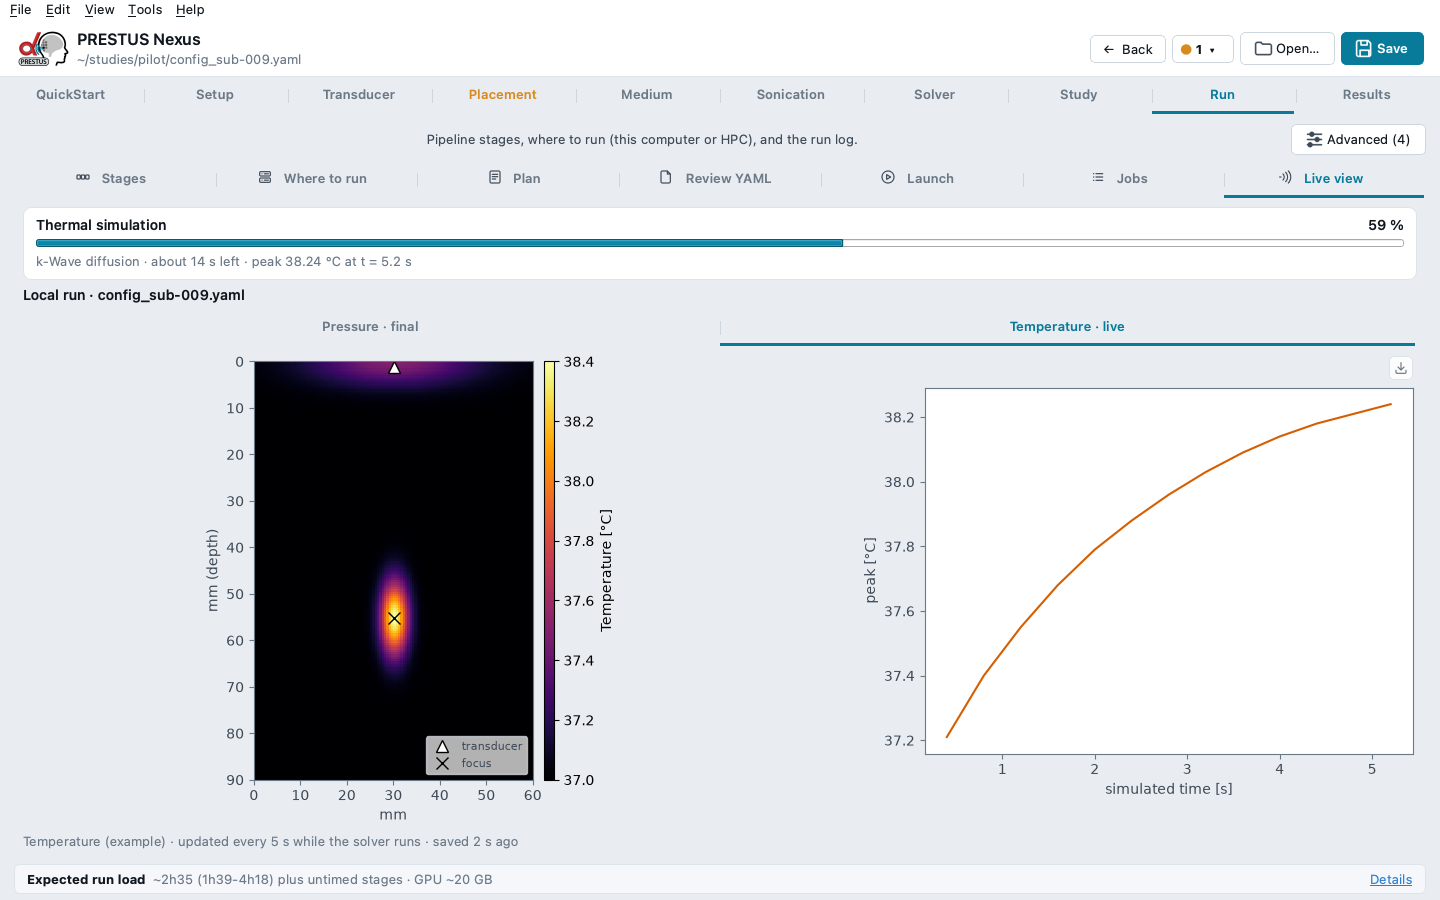 File Edit View Tools Help
PRESTUS
PRESTUS Nexus
~/studies/pilot/config_sub-009.yaml
← Back
1 ▾
Open...
Save
QuickStart
Setup
Transducer
Placement
Medium
Sonication
Solver
Study
Run
Results
Pipeline stages, where to run (this computer or HPC), and the run log.
Advanced (4)
Stages
Where to run
Plan
Review YAML
Launch
Jobs
Live view
Thermal simulation
59 %
k-Wave diffusion · about 14 s left · peak 38.24 °C at t = 5.2 s
Local run · config_sub-009.yaml
Pressure · final
Temperature · live
0
10
20
30
40
50
60
70
80
90
mm (depth)
0 10 20 30 40 50 60
mm
transducer
focus
38.4
38.2
38.0
37.8
37.6
37.4
37.2
37.0
Temperature [°C]
38.2
38.0
37.8
37.6
37.4
37.2
peak [°C]
1 2 3 4 5
simulated time [s]
Temperature (example) · updated every 5 s while the solver runs · saved 2 s ago
Expected run load ~2h35 (1h39-4h18) plus untimed stages · GPU ~20 GB
Details